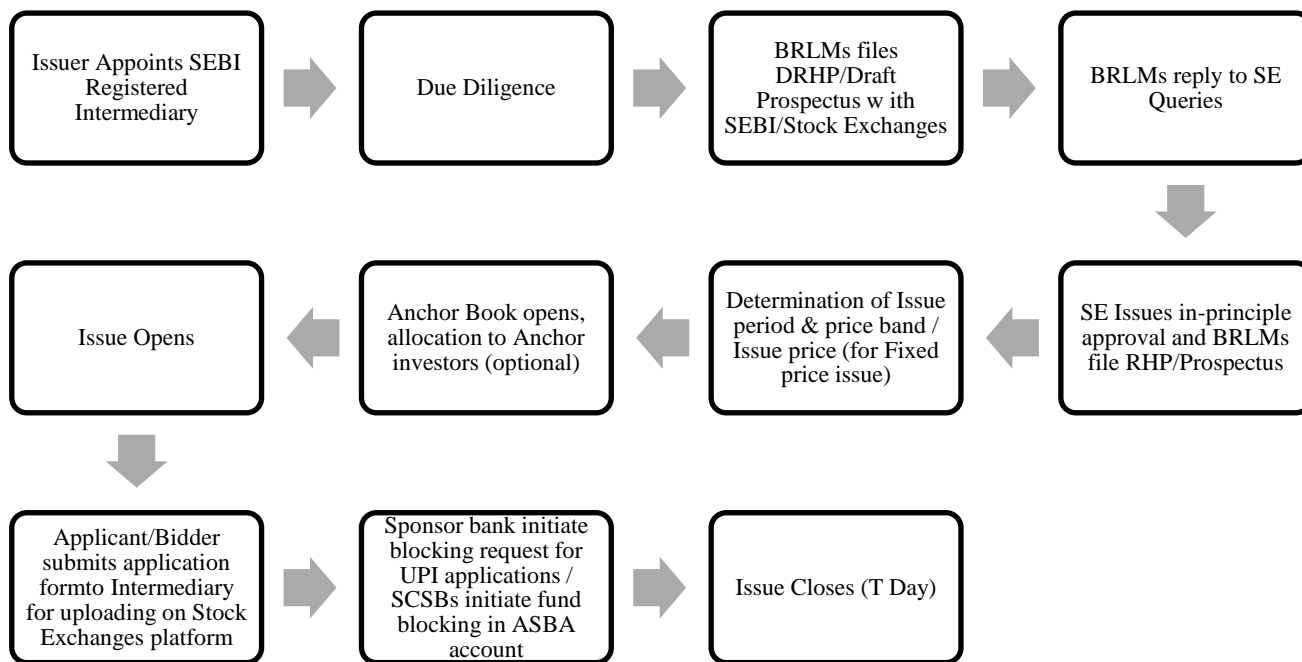 Issuer Appoints SEBI
Registered
Intermediary
Due Diligence
BRLMs files
DRHP/Draft
Prospectus w ith
SEBI/Stock Exchanges
BRLMs reply to SE
Queries
SE Issues in-principle
approval and BRLMs
file RHP/Prospectus
Determination of Issue
period & price band /
Issue price (for Fixed
price issue)
Anchor Book opens,
allocation to Anchor
investors (optional)
Issue Opens
Applicant/Bidder
submits application
formto Intermediary
for uploading on Stock
Exchanges platform
Sponsor bank initiate
blocking request for
UPI applications /
SCSBs initiate fund
blocking in ASBA
account
Issue Closes (T Day)